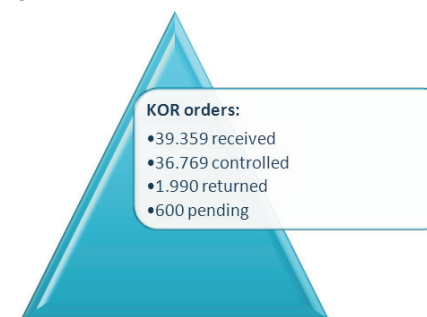 KOR orders:
•39.359 received
•36.769 controlled
•1.990 returned
•600 pending